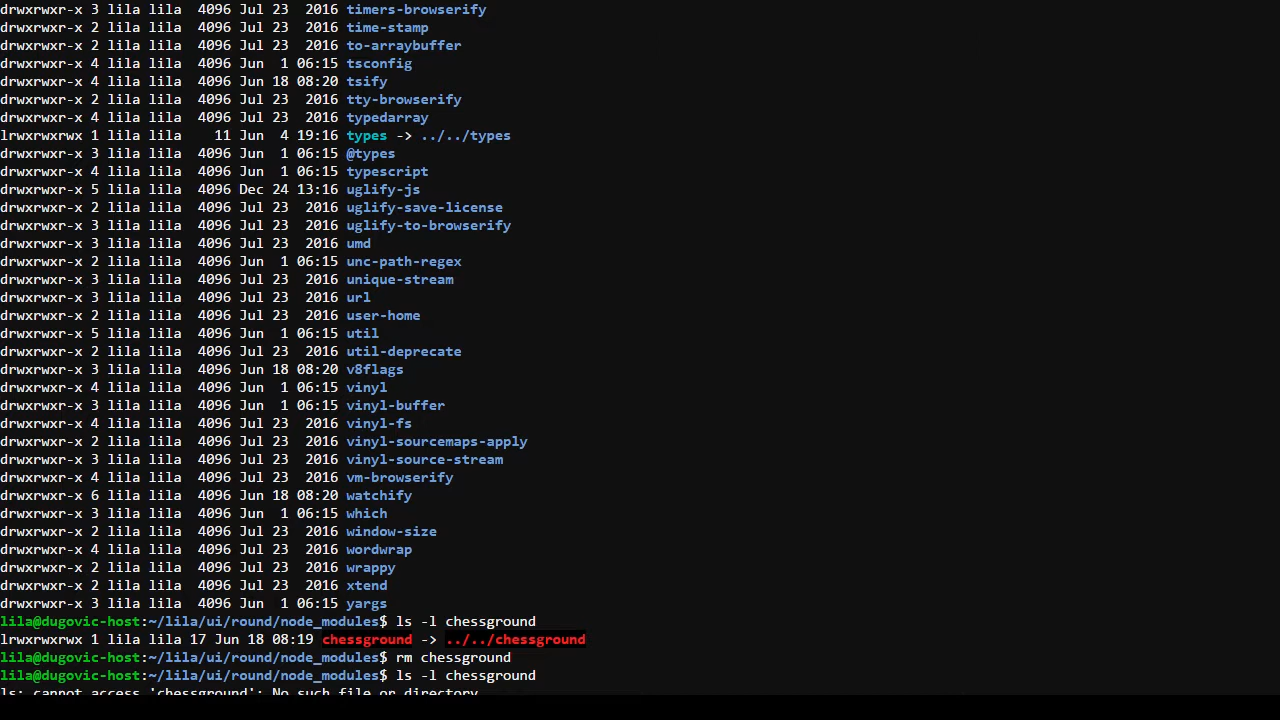 drwxrwxr-x 3 lila lila  4096 Jul 23  2016 timers-browserify
drwxrwxr-x 2 lila lila  4096 Jul 23  2016 time-stamp
drwxrwxr-x 2 lila lila  4096 Jul 23  2016 to-arraybuffer
drwxrwxr-x 4 lila lila  4096 Jun  1 06:15 tsconfig
drwxrwxr-x 4 lila lila  4096 Jun 18 08:20 tsify
drwxrwxr-x 2 lila lila  4096 Jul 23  2016 tty-browserify
drwxrwxr-x 4 lila lila  4096 Jul 23  2016 typedarray
lrwxrwxrwx 1 lila lila    11 Jun  4 19:16 types -> ../../types
drwxrwxr-x 3 lila lila  4096 Jun  1 06:15 @types
drwxrwxr-x 4 lila lila  4096 Jun  1 06:15 typescript
drwxrwxr-x 5 lila lila  4096 Dec 24 13:16 uglify-js
drwxrwxr-x 2 lila lila  4096 Jul 23  2016 uglify-save-license
drwxrwxr-x 3 lila lila  4096 Jul 23  2016 uglify-to-browserify
drwxrwxr-x 3 lila lila  4096 Jul 23  2016 umd
drwxrwxr-x 2 lila lila  4096 Jun  1 06:15 unc-path-regex
drwxrwxr-x 3 lila lila  4096 Jul 23  2016 unique-stream
drwxrwxr-x 3 lila lila  4096 Jul 23  2016 url
drwxrwxr-x 2 lila lila  4096 Jul 23  2016 user-home
drwxrwxr-x 5 lila lila  4096 Jun  1 06:15 util
drwxrwxr-x 2 lila lila  4096 Jul 23  2016 util-deprecate
drwxrwxr-x 3 lila lila  4096 Jun 18 08:20 v8flags
drwxrwxr-x 4 lila lila  4096 Jun  1 06:15 vinyl
drwxrwxr-x 3 lila lila  4096 Jun  1 06:15 vinyl-buffer
drwxrwxr-x 4 lila lila  4096 Jul 23  2016 vinyl-fs
drwxrwxr-x 2 lila lila  4096 Jul 23  2016 vinyl-sourcemaps-apply
drwxrwxr-x 3 lila lila  4096 Jul 23  2016 vinyl-source-stream
drwxrwxr-x 4 lila lila  4096 Jul 23  2016 vm-browserify
drwxrwxr-x 6 lila lila  4096 Jun 18 08:20 watchify
drwxrwxr-x 3 lila lila  4096 Jun  1 06:15 which
drwxrwxr-x 2 lila lila  4096 Jul 23  2016 window-size
drwxrwxr-x 4 lila lila  4096 Jul 23  2016 wordwrap
drwxrwxr-x 2 lila lila  4096 Jul 23  2016 wrappy
drwxrwxr-x 2 lila lila  4096 Jul 23  2016 xtend
drwxrwxr-x 3 lila lila  4096 Jun  1 06:15 yargs
lila@dugovic-host:~/lila/ui/round/node_modules$ ls -l chessground
lrwxrwxrwx 1 lila lila 17 Jun 18 08:19 chessground -> ../../chessground
lila@dugovic-host:~/lila/ui/round/node_modules$ rm chessground
lila@dugovic-host:~/lila/ui/round/node_modules$ ls -l chessground
ls: cannot access 'chessground': No such file or directory